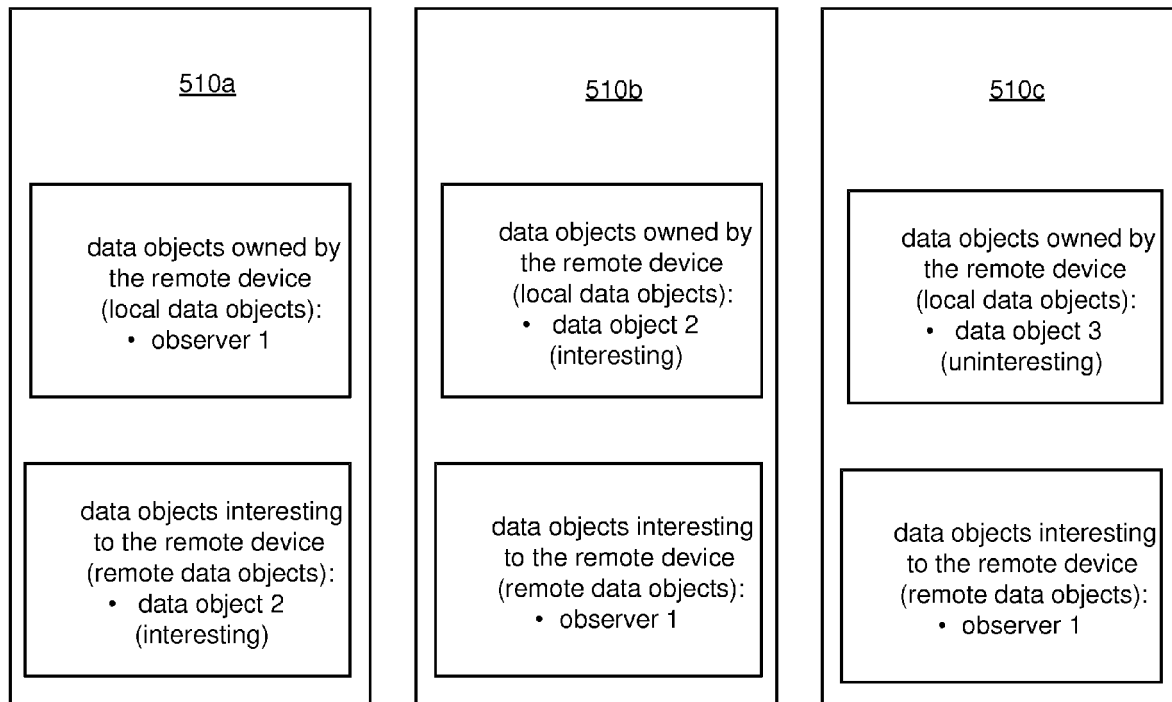 510a
data objects owned by
the remote device
(local data objects):
• observer 1
data objects interesting
to the remote device
(remote data objects):
• data object 2
(interesting)
510b
data objects owned by
the remote device
(local data objects):
• data object 2
(interesting)
data objects interesting
to the remote device
(remote data objects):
• observer 1
510c
data objects owned by
the remote device
(local data objects):
• data object 3
(uninteresting)
data objects interesting
to the remote device
(remote data objects):
• observer 1